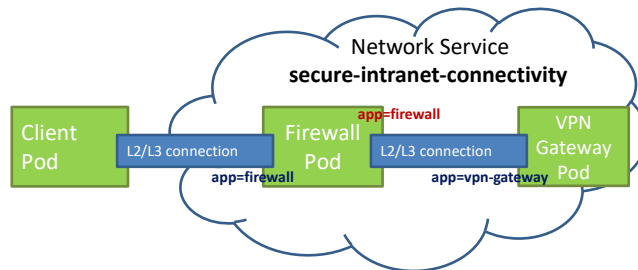 Network Service
secure-intranet-connectivity
app=firewall
Client
Pod
L2/L3 connection
Firewall
Pod
L2/L3 connection
VPN
Gateway
Pod
app=firewall
app=vpn-gateway